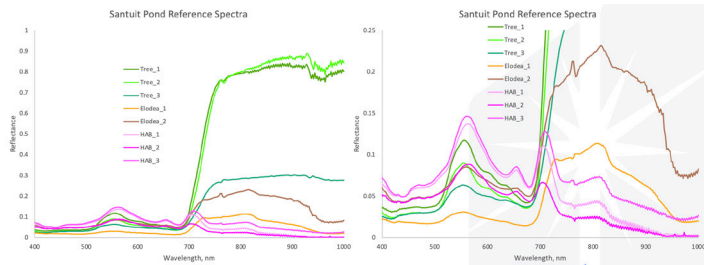 Santuit Pond Reference Spectra
1
0.9
0.8
0.7
0.6
0.5
0.4
0.3
0.2
0.1
0
Reflectance
Tree_1
Tree_2
Tree_3
Elodea_1
Elodea_2
HAB_1
HAB_2
HAB_3
400 500 600 700 800 900 1000
Wavelength, nm
Santuit Pond Reference Spectra
0.25
0.2
0.15
0.1
0.05
0
Reflectance
Tree_1
Tree_2
Tree_3
Elodea_1
Elodea_2
HAB_1
HAB_2
HAB_3
400 500 600 700 800 900 1000
Wavelength, nm